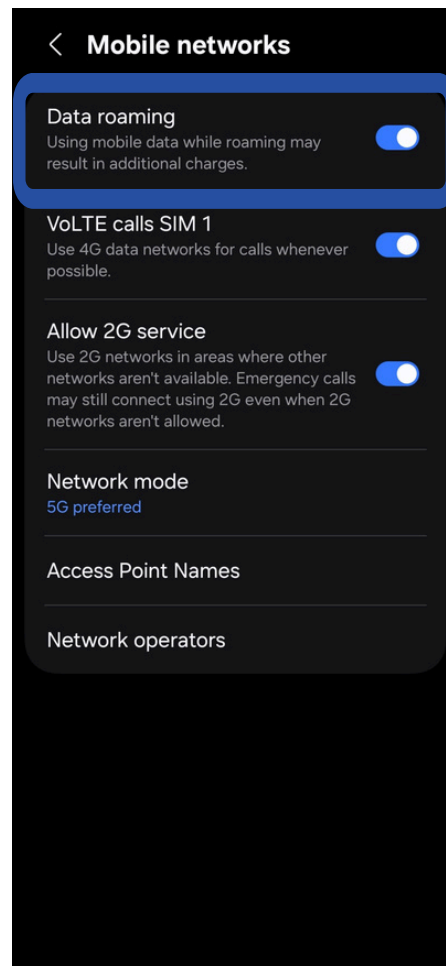 Mobile networks
Data roaming
Using mobile data while roaming may
result in additional charges.
VoLTE calls SIM 1
Use 4G data networks for calls whenever
possible.
Allow 2G service
Use 2G networks in areas where other
networks aren't available. Emergency calls
may still connect using 2G even when 2G
networks aren't allowed.
Network mode
5G preferred
Access Point Names
Network operators